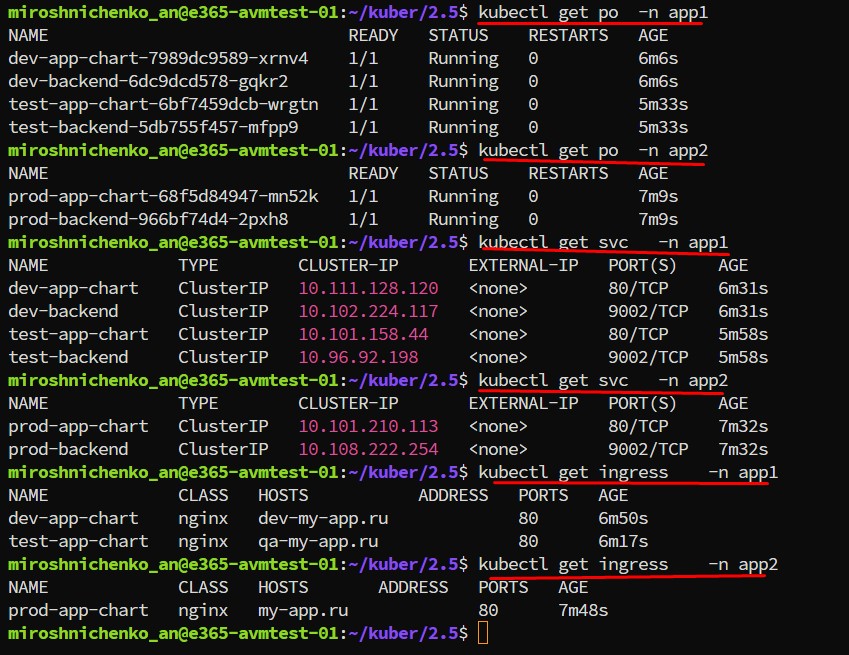 miroshnichenko_an@e365-avmtest-01:~/kuber/2.5$ kubectl get po  -n app1
NAME                              READY   STATUS    RESTARTS   AGE
dev-app-chart-7989dc9589-xrnv4    1/1     Running   0          6m6s
dev-backend-6dc9dcd578-gqkr2      1/1     Running   0          6m6s
test-app-chart-6bf7459dcb-wrgtn   1/1     Running   0          5m33s
test-backend-5db755f457-mfpp9     1/1     Running   0          5m33s
miroshnichenko_an@e365-avmtest-01:~/kuber/2.5$ kubectl get po  -n app2
NAME                              READY   STATUS    RESTARTS   AGE
prod-app-chart-68f5d84947-mn52k   1/1     Running   0          7m9s
prod-backend-966bf74d4-2pxh8      1/1     Running   0          7m9s
miroshnichenko_an@e365-avmtest-01:~/kuber/2.5$ kubectl get svc   -n app1
NAME             TYPE        CLUSTER-IP       EXTERNAL-IP   PORT(S)    AGE
dev-app-chart    ClusterIP   10.111.128.120   <none>        80/TCP     6m31s
dev-backend      ClusterIP   10.102.224.117   <none>        9002/TCP   6m31s
test-app-chart   ClusterIP   10.101.158.44    <none>        80/TCP     5m58s
test-backend     ClusterIP   10.96.92.198     <none>        9002/TCP   5m58s
miroshnichenko_an@e365-avmtest-01:~/kuber/2.5$ kubectl get svc   -n app2
NAME             TYPE        CLUSTER-IP       EXTERNAL-IP   PORT(S)    AGE
prod-app-chart   ClusterIP   10.101.210.113   <none>        80/TCP     7m32s
prod-backend     ClusterIP   10.108.222.254   <none>        9002/TCP   7m32s
miroshnichenko_an@e365-avmtest-01:~/kuber/2.5$ kubectl get ingress    -n app1
NAME             CLASS   HOSTS           ADDRESS   PORTS   AGE
dev-app-chart    nginx   dev-my-app.ru             80      6m50s
test-app-chart   nginx   qa-my-app.ru              80      6m17s
miroshnichenko_an@e365-avmtest-01:~/kuber/2.5$ kubectl get ingress    -n app2
NAME             CLASS   HOSTS       ADDRESS   PORTS   AGE
prod-app-chart   nginx   my-app.ru             80      7m48s
miroshnichenko_an@e365-avmtest-01:~/kuber/2.5$